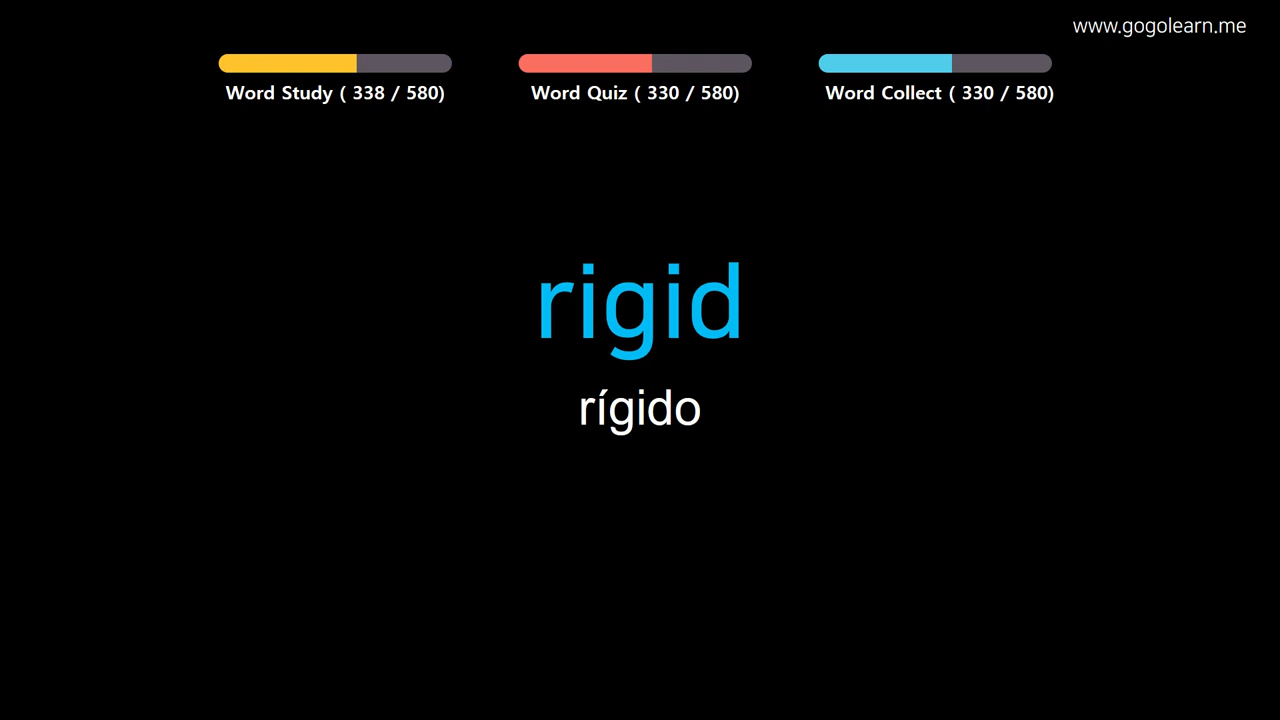 www.gogolearn.me
Word Study ( 338 / 580)
Word Quiz ( 330 / 580)
Word Collect ( 330 / 580)
rigid
rígido